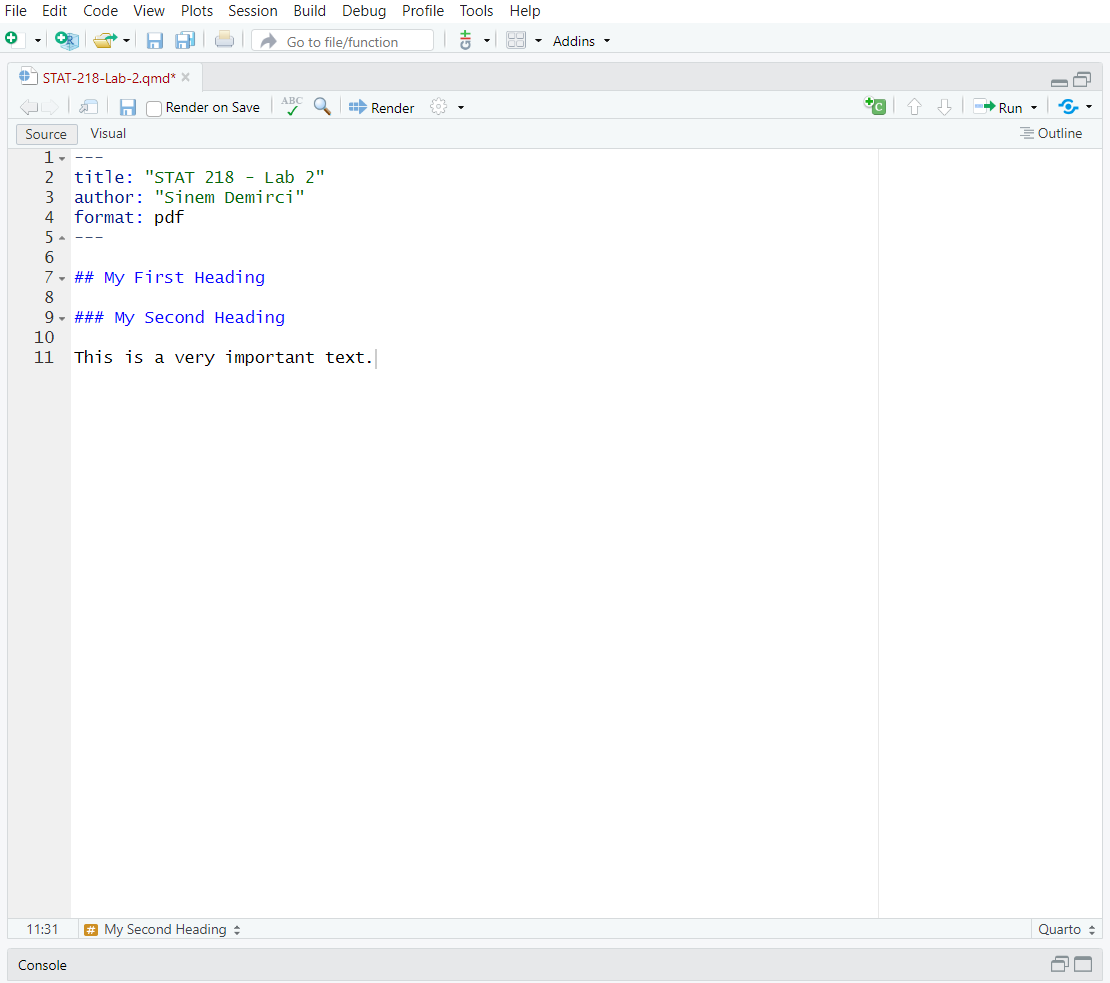 File Edit Code View Plots Session Build Debug Profile Tools Help
Go to file/function Addins
STAT-218-Lab-2.qmd*
Render on Save ABC Render Run
Source Visual Outline
1 ---
2 title: "STAT 218 - Lab 2"
3 author: "Sinem Demirci"
4 format: pdf
5 ---
6
7 ## My First Heading
8
9 ### My Second Heading
10
11 This is a very important text.
11:31 # My Second Heading Quarto
Console